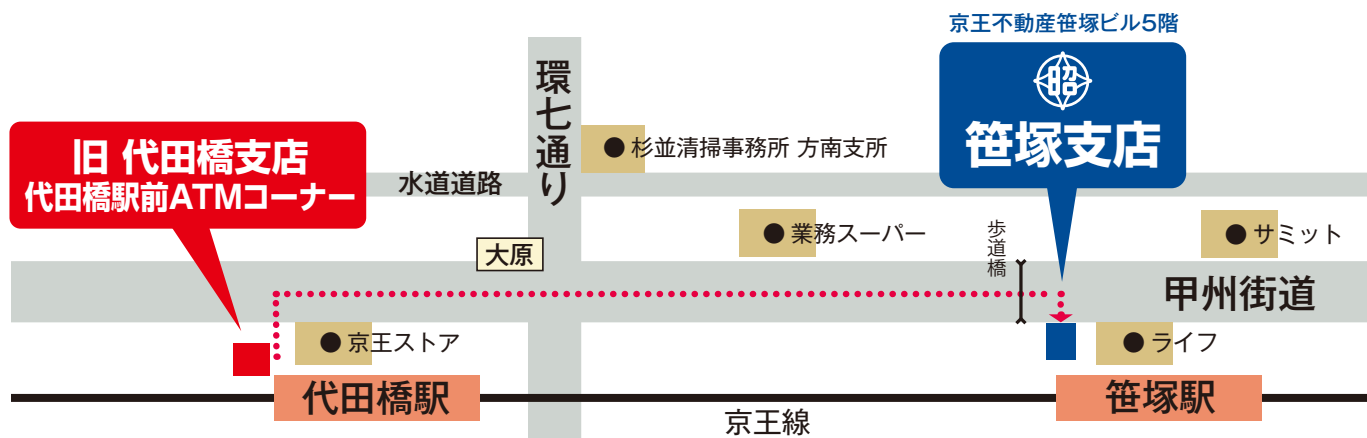 京王不動産笹塚ビル5階
昭
笹塚支店
旧 代田橋支店
代田橋駅前ATMコーナー
環七通り
杉並清掃事務所 方南支所
水道道路
大原
業務スーパー
歩道橋
サミット
甲州街道
京王ストア
ライフ
代田橋駅
笹塚駅
京王線